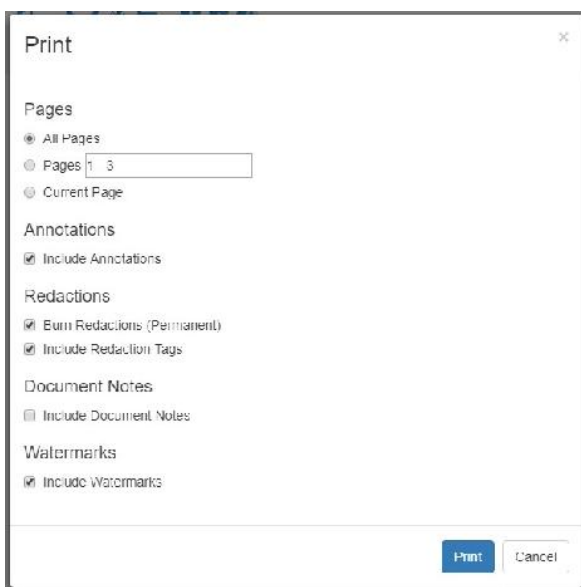 Print
×
Pages
All Pages
Pages 1 3
Current Page
Annotations
Include Annotations
Redactions
Burn Redactions (Permanent)
Include Redaction Tags
Document Notes
Include Document Notes
Watermarks
Include Watermarks
Print Cancel